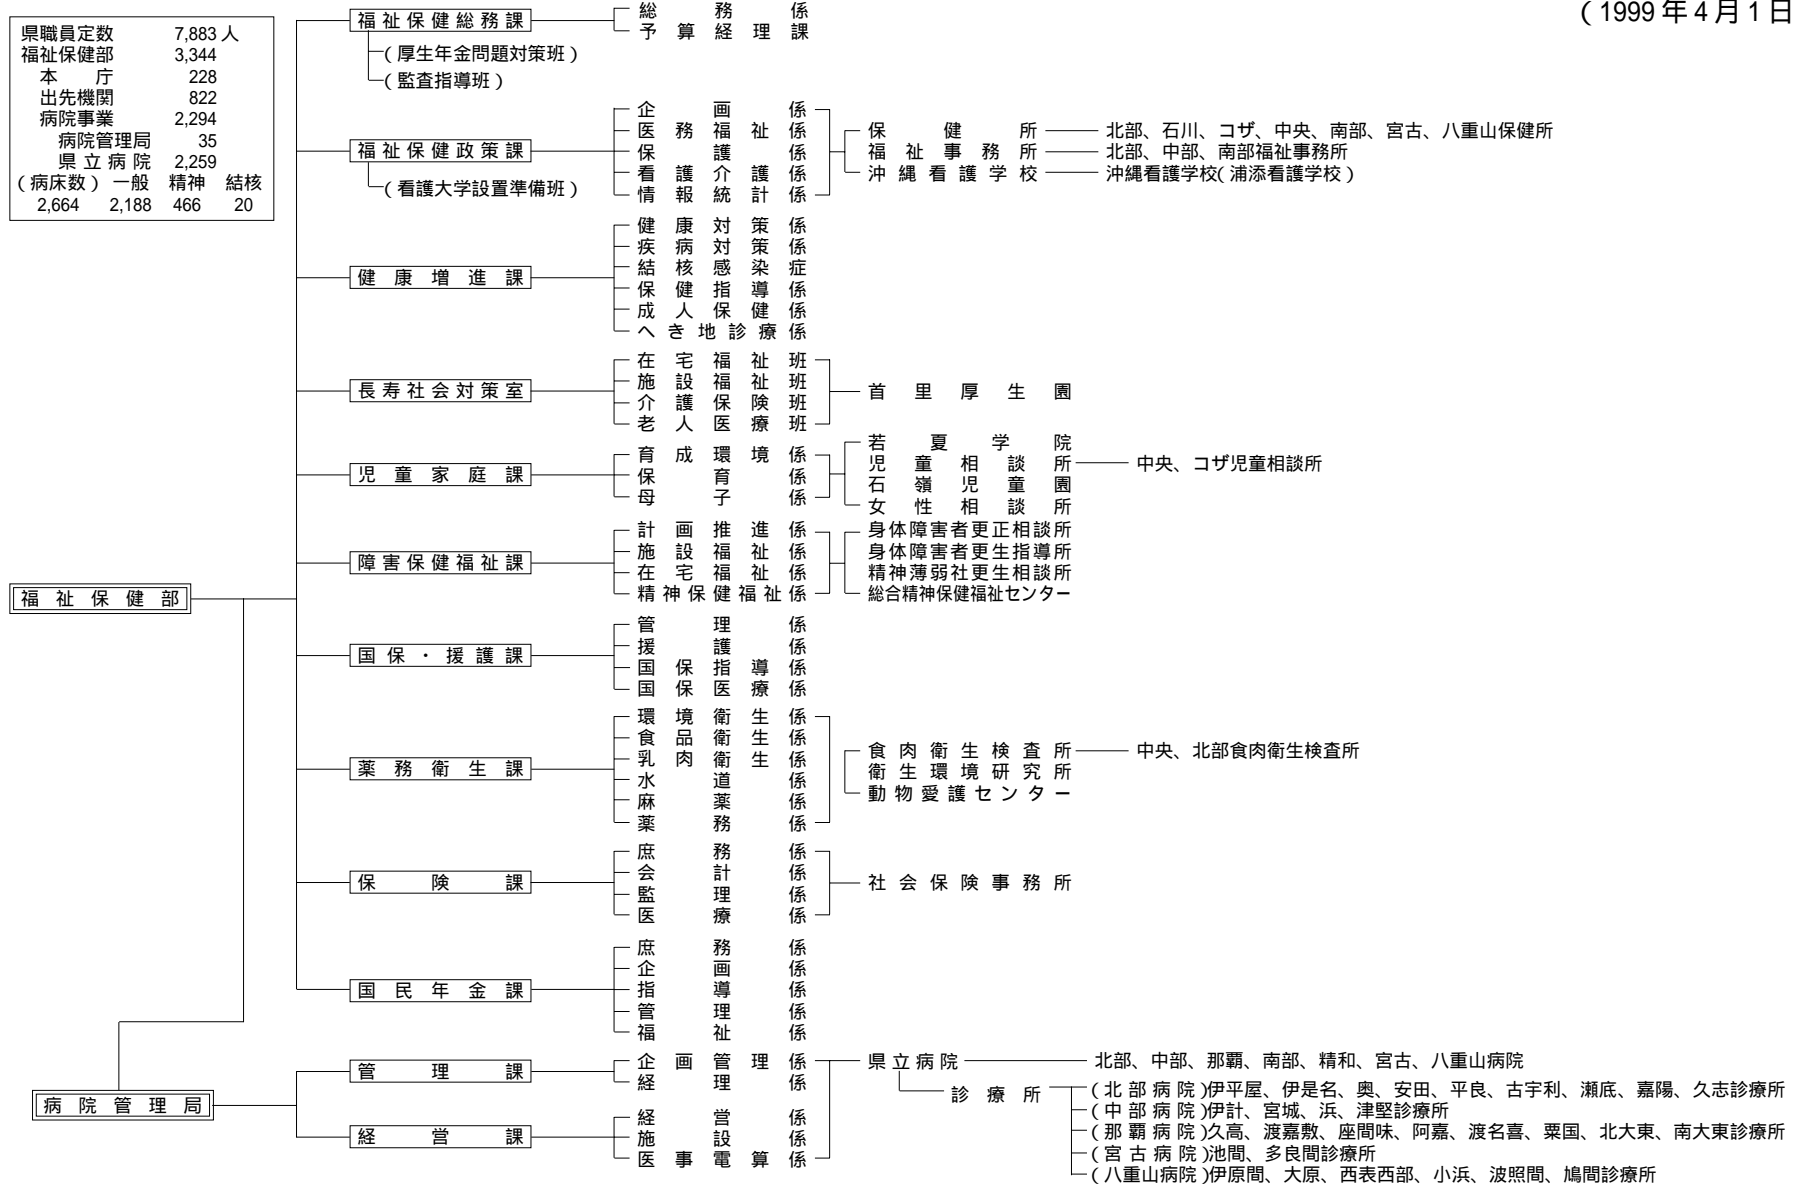 (1999年4月1日
県職員定数 7,883人
福祉保健部 3,344
本庁 228
出先機関 822
病院事業 2,294
病院管理局 35
県立病院 2,259
(病床数) 一般 精神 結核
2,664 2,188 466 20
福祉保健部
福祉保健総務課
(厚生年金問題対策班)
(監査指導班)
総務係
予算経理課
福祉保健政策課
(看護大学設置準備班)
企画係
医務福祉係
保護係
看護介護係
情報統計係
保健所 北部、石川、コザ、中央、南部、宮古、八重山保健所
福祉事務所 北部、中部、南部福祉事務所
沖縄看護学校 沖縄看護学校(浦添看護学校)
健康増進課
健康対策係
疾病対策係
結核感染症
保健指導係
成人保健係
へき地診療係
長寿社会対策室
在宅福祉班
施設福祉班
介護保険班
老人医療班
首里厚生園
児童家庭課
育成環境係
保育係
母子係
若夏学院
児童相談所 中央、コザ児童相談所
石嶺児童園
女性相談所
障害保健福祉課
計画推進係
施設福祉係
在宅福祉係
精神保健福祉係
身体障害者更正相談所
身体障害者更生指導所
精神薄弱社更生相談所
総合精神保健福祉センター
国保・援護課
管理係
援護係
国保指導係
国保医療係
薬務衛生課
環境衛生係
食品衛生係
乳肉衛生係
水道係
麻薬係
薬務係
食肉衛生検査所 中央、北部食肉衛生検査所
衛生環境研究所
動物愛護センター
保険課
庶務係
会計係
監理係
医療係
社会保険事務所
国民年金課
庶務係
企画係
指導係
管理係
福祉係
病院管理局
管理課
企画管理係
経理係
経営課
経営係
施設係
医事電算係
県立病院 北部、中部、那覇、南部、精和、宮古、八重山病院
診療所
(北部病院)伊平屋、伊是名、奥、安田、平良、古宇利、瀬底、嘉陽、久志診療所
(中部病院)伊計、宮城、浜、津堅診療所
(那覇病院)久高、渡嘉敷、座間味、阿嘉、渡名喜、粟国、北大東、南大東診療所
(宮古病院)池間、多良間診療所
(八重山病院)伊原間、大原、西表西部、小浜、波照間、鳩間診療所